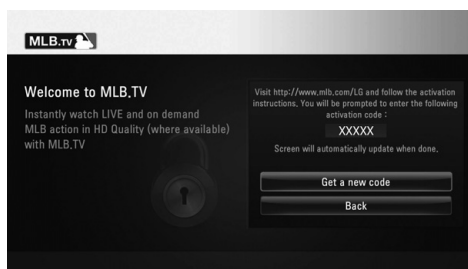 MLB.TV
Welcome to MLB.TV
Instantly watch LIVE and on demand
MLB action in HD Quality (where available)
with MLB.TV
Visit http://www.mlb.com/LG and follow the activation
instructions. You will be prompted to enter the following
activation code :
XXXXX
Screen will automatically update when done.
Get a new code
Back